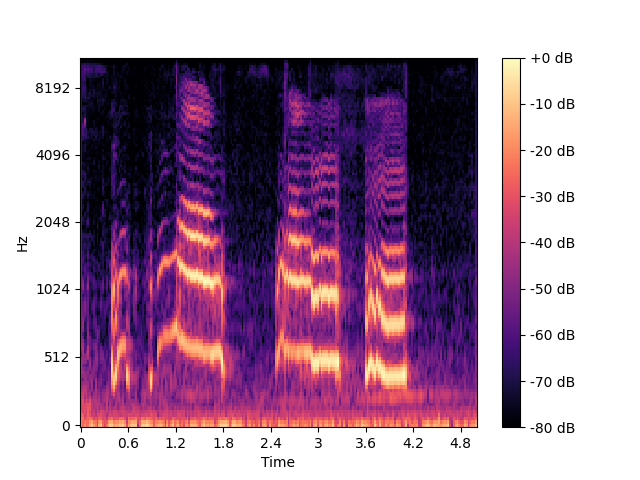 8192
4096
2048
1024
512
0
Hz
0 0.6 1.2 1.8 2.4 3 3.6 4.2 4.8
Time
+0 dB
-10 dB
-20 dB
-30 dB
-40 dB
-50 dB
-60 dB
-70 dB
-80 dB